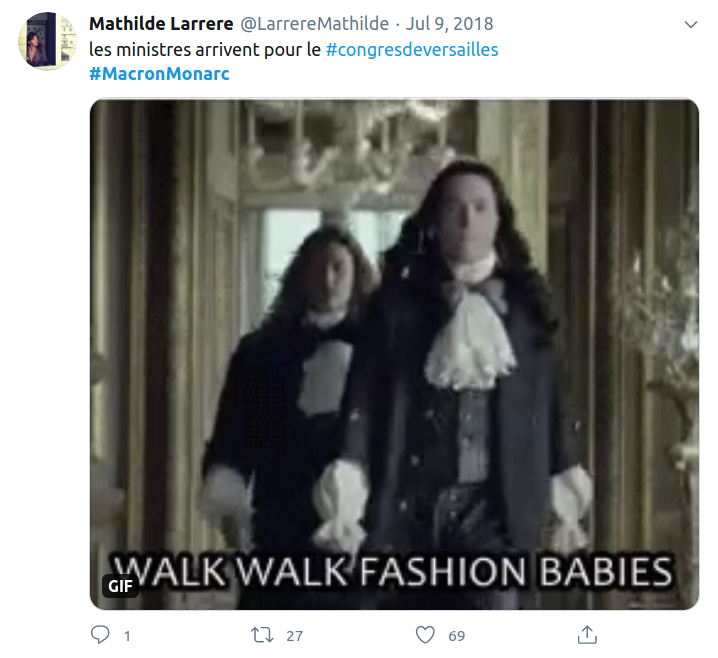 Mathilde Larrere @LarrereMathilde · Jul 9, 2018
les ministres arrivent pour le #congresdeversailles
#MacronMonarc
WALK WALK FASHION BABIES
GIF
1 27 69